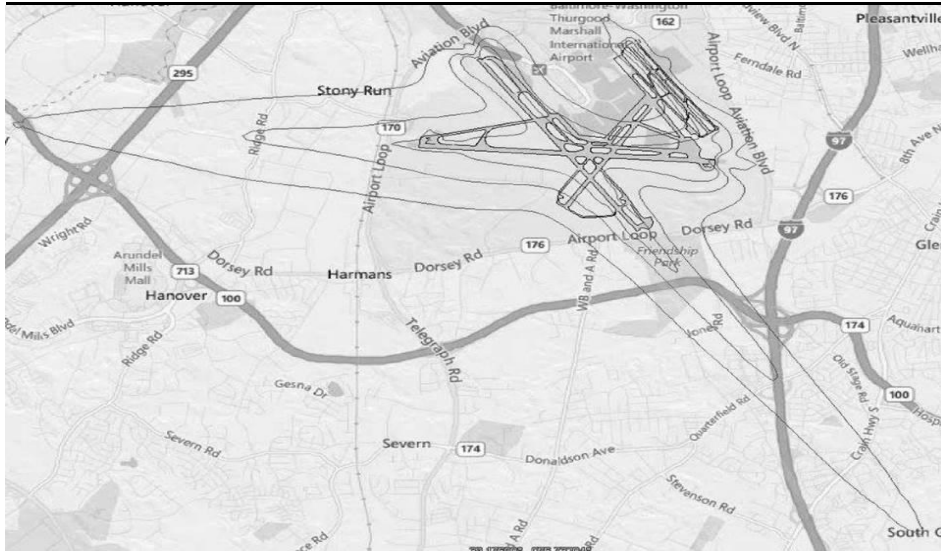 Hanover
Baltimore-Washington
Thurgood
Marshall
International
Airport
162
Pleasantville
Aviation Blvd
Airport Loop
Ferndale Rd
295
Stony Run
170
Ridge Rd
Aviation Blvd
97
8th Ave N
Airport Loop
176
Wright Rd
Dorsey Rd
97
176
Airport Loop
Friendship
Park
Arundel
Mills
Mall
713
Dorsey Rd
Harmans
Dorsey Rd
WB and A Rd
Hanover
100
Jones Rd
174
Ridge Rd
Telegraph Rd
Old Stage Rd
Gesna Dr
100
Quarterfield Rd
Crain Hwy S
Severn Rd
Severn
174
Donaldson Ave
Stevenson Rd